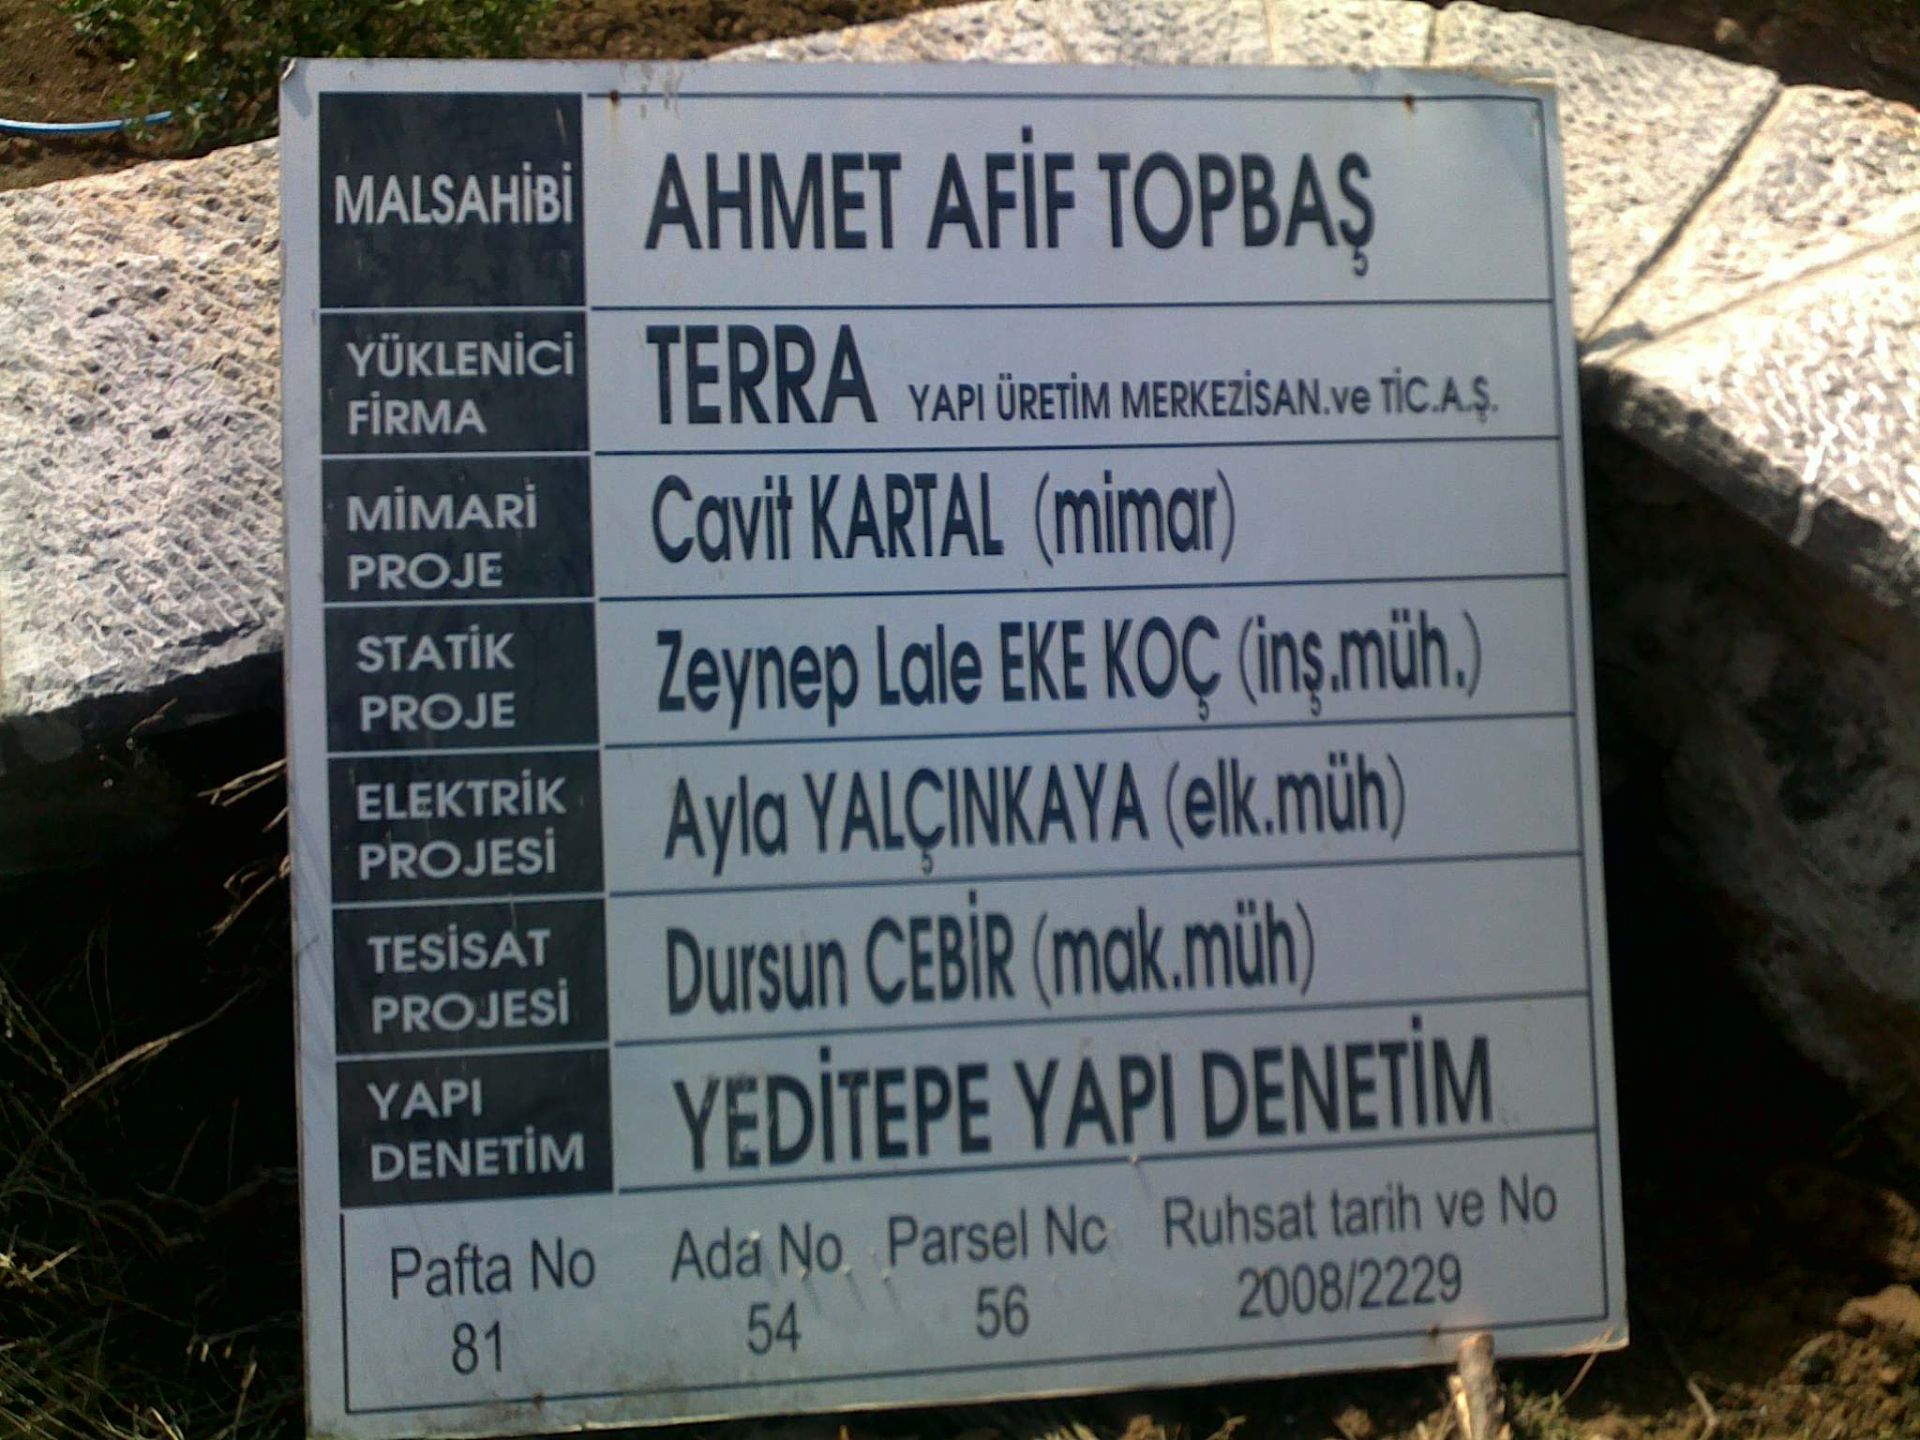 MALSAHİBİ AHMET AFİF TOPBAŞ
YÜKLENİCİ FİRMA TERRA YAPI ÜRETİM MERKEZİSAN.ve TİC.A.Ş.
MİMARİ PROJE Cavit KARTAL (mimar)
STATİK PROJE Zeynep Lale EKE KOÇ (inş.müh.)
ELEKTRİK PROJESİ Ayla YALÇINKAYA (elk.müh)
TESİSAT PROJESİ Dursun CEBİR (mak.müh)
YAPI DENETİM YEDİTEPE YAPI DENETİM
Pafta No Ada No Parsel No Ruhsat tarih ve No
81 54 56 2008/2229